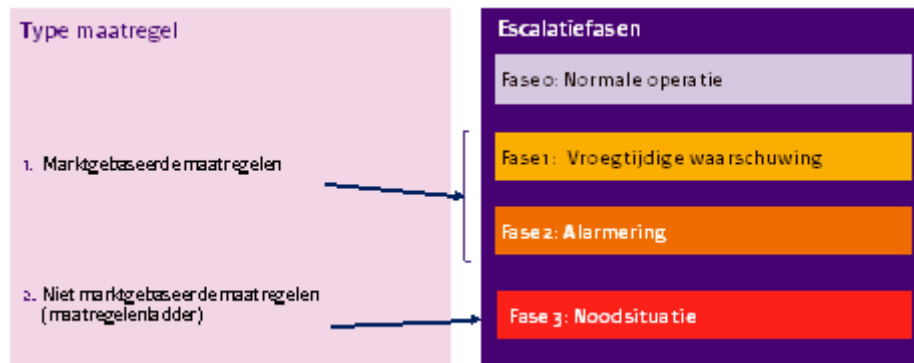 Type maatregel
1. Marktgebaseerde maatregelen
2. Niet marktgebaseerde maatregelen
(maatregelenladder)
Escalatiefasen
Fase 0: Normale operatie
Fase 1: Vroegtijdige waarschuwing
Fase 2: Alarmering
Fase 3: Noodsituatie